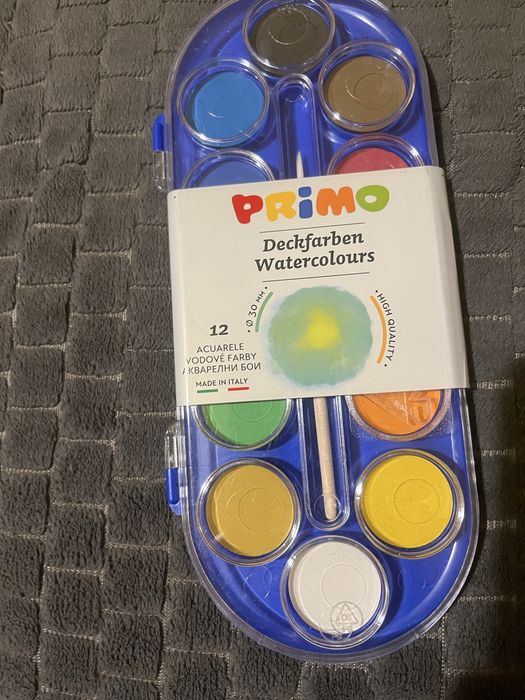 PRIMO
Deckfarben
Watercolours
• Ø 30 MM •
• HIGH QUALITY •
12
ACUARELE
VODOVÉ FARBY
АКВАРЕЛНИ БОИ
MADE IN ITALY